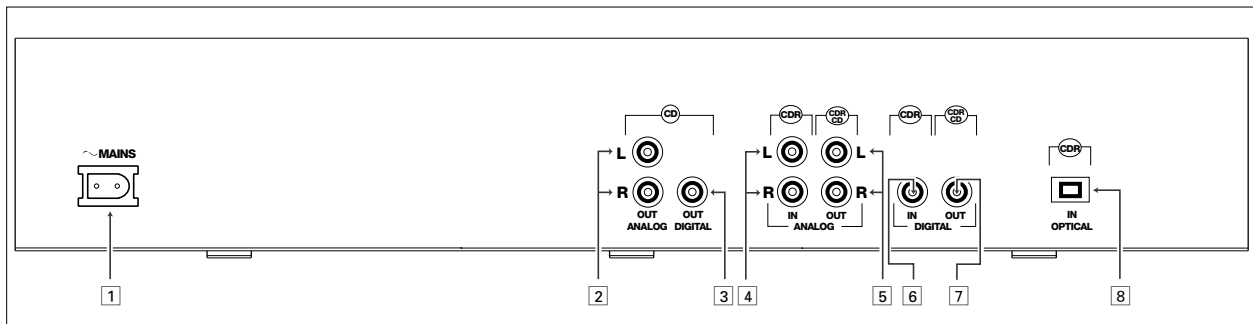 CD
CDR
CDR CD
CDR
CDR CD
CDR
～MAINS
L
L
L
R
R
R
OUT ANALOG
OUT DIGITAL
IN
OUT
ANALOG
IN
OUT
DIGITAL
IN OPTICAL
1
2
3
4
5
6
7
8